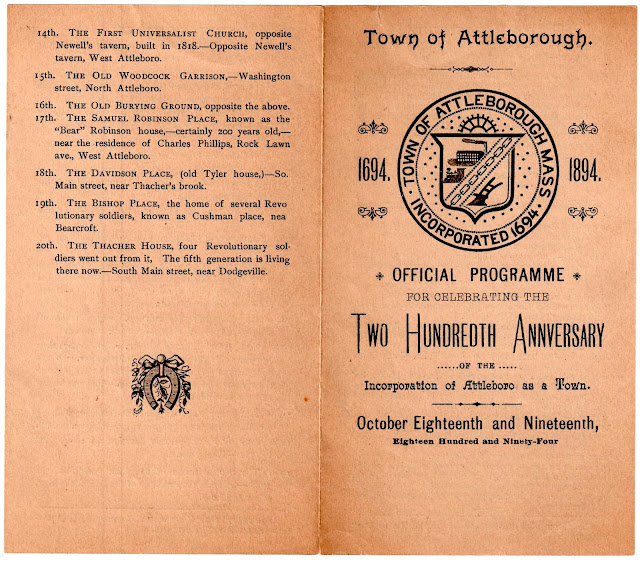 14th. The First Universalist Church, opposite
Newell's tavern, built in 1818.—Opposite Newell's
tavern, West Attleboro.
15th. The Old Woodcock Garrison,—Washington
street, North Attleboro.
16th. The Old Burying Ground, opposite the above.
17th. The Samuel Robinson Place, known as the
"Bear" Robinson house,—certainly 200 years old,—
near the residence of Charles Phillips, Rock Lawn
ave., West Attleboro.
18th. The Davidson Place, (old Tyler house,)—So.
Main street, near Thacher's brook.
19th. The Bishop Place, the home of several Revo
lutionary soldiers, known as Cushman place, nea
Bearcroft.
20th. The Thacher House, four Revolutionary sol-
diers went out from it, The fifth generation is living
there now.—South Main street, near Dodgeville.
Town of Attleborough.
TOWN OF ATTLEBOROUGH MASS
INCORPORATED 1694
1694.
1894.
OFFICIAL PROGRAMME
FOR CELEBRATING THE
Two Hundredth Annversary
......OF THE .....
Incorporation of Attleboro as a Town.
October Eighteenth and Nineteenth,
Eighteen Hundred and Ninety-Four